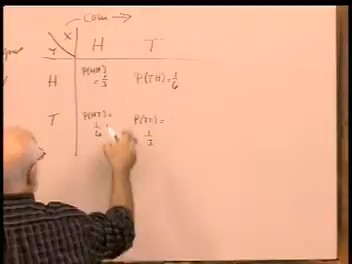 Coin →
X
Y
H T
H
P(HH)
= 1/3
P(TH) = 1/6
T
P(HT) =
1/6
P(TT) =
1/3